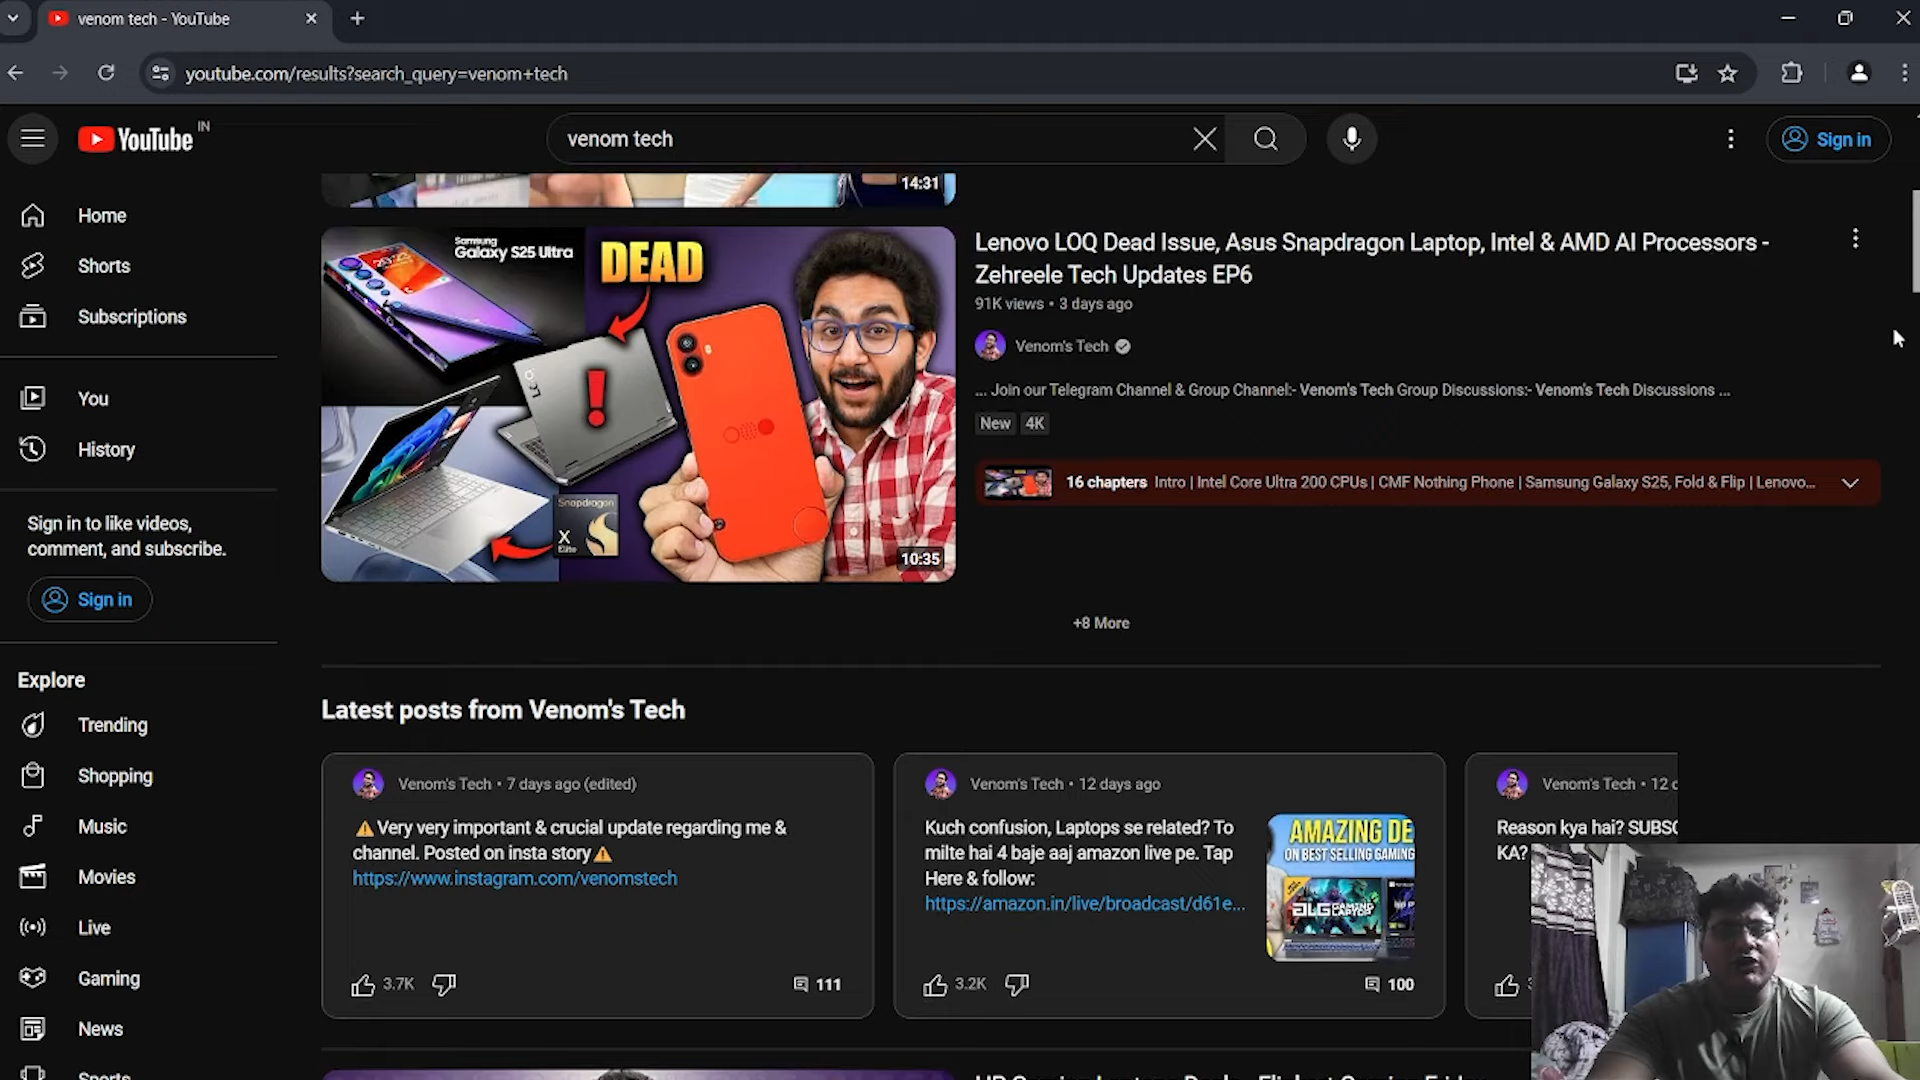 venom tech - YouTube
youtube.com/results?search_query=venom+tech
YouTube IN
venom tech
Sign in
Home
Shorts
Subscriptions
You
History
Sign in to like videos,
comment, and subscribe.
Sign in
Explore
Trending
Shopping
Music
Movies
Live
Gaming
News
14:31
Samsung
Galaxy S25 Ultra
DEAD
!
Snapdragon
X
Elite
10:35
Lenovo LOQ Dead Issue, Asus Snapdragon Laptop, Intel & AMD AI Processors -
Zehreele Tech Updates EP6
91K views • 3 days ago
Venom's Tech
... Join our Telegram Channel & Group Channel:- Venom's Tech Group Discussions:- Venom's Tech Discussions ...
New 4K
16 chapters Intro | Intel Core Ultra 200 CPUs | CMF Nothing Phone | Samsung Galaxy S25, Fold & Flip | Lenovo...
+8 More
Latest posts from Venom's Tech
Venom's Tech • 7 days ago (edited)
⚠Very very important & crucial update regarding me &
channel. Posted on insta story⚠
https://www.instagram.com/venomstech
3.7K
111
Venom's Tech • 12 days ago
Kuch confusion, Laptops se related? To
milte hai 4 baje aaj amazon live pe. Tap
Here & follow:
https://amazon.in/live/broadcast/d61e...
AMAZING DE
ON BEST SELLING GAMING
3.2K
100
Venom's Tech • 12
Reason kya hai? SUBSC
KA?